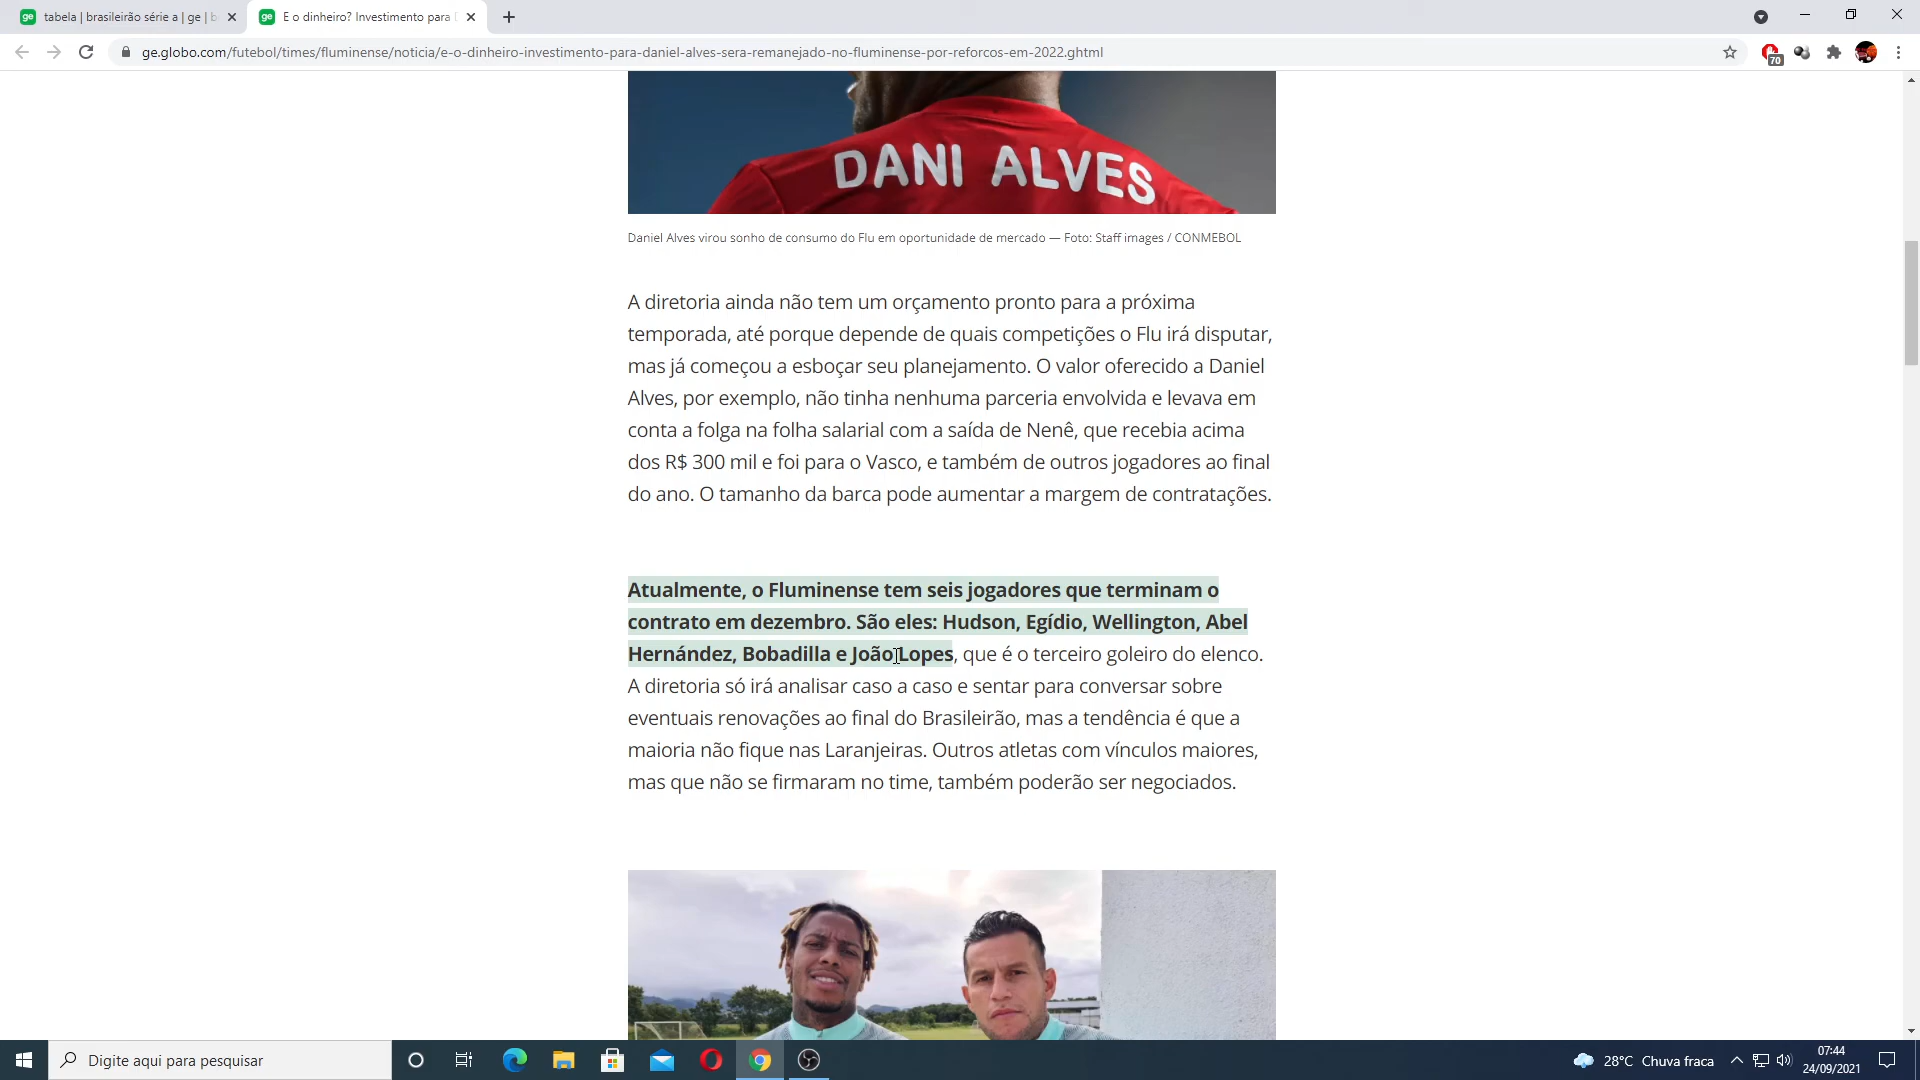 tabela | brasileirão série a | ge | b
E o dinheiro? Investimento para D
ge.globo.com/futebol/times/fluminense/noticia/e-o-dinheiro-investimento-para-daniel-alves-sera-remanejado-no-fluminense-por-reforcos-em-2022.ghtml
70
DANI ALVES
Daniel Alves virou sonho de consumo do Flu em oportunidade de mercado — Foto: Staff images / CONMEBOL
A diretoria ainda não tem um orçamento pronto para a próxima
temporada, até porque depende de quais competições o Flu irá disputar,
mas já começou a esboçar seu planejamento. O valor oferecido a Daniel
Alves, por exemplo, não tinha nenhuma parceria envolvida e levava em
conta a folga na folha salarial com a saída de Nenê, que recebia acima
dos R$ 300 mil e foi para o Vasco, e também de outros jogadores ao final
do ano. O tamanho da barca pode aumentar a margem de contratações.
Atualmente, o Fluminense tem seis jogadores que terminam o
contrato em dezembro. São eles: Hudson, Egídio, Wellington, Abel
Hernández, Bobadilla e João Lopes, que é o terceiro goleiro do elenco.
A diretoria só irá analisar caso a caso e sentar para conversar sobre
eventuais renovações ao final do Brasileirão, mas a tendência é que a
maioria não fique nas Laranjeiras. Outros atletas com vínculos maiores,
mas que não se firmaram no time, também poderão ser negociados.
Digite aqui para pesquisar
28°C Chuva fraca
07:44
24/09/2021